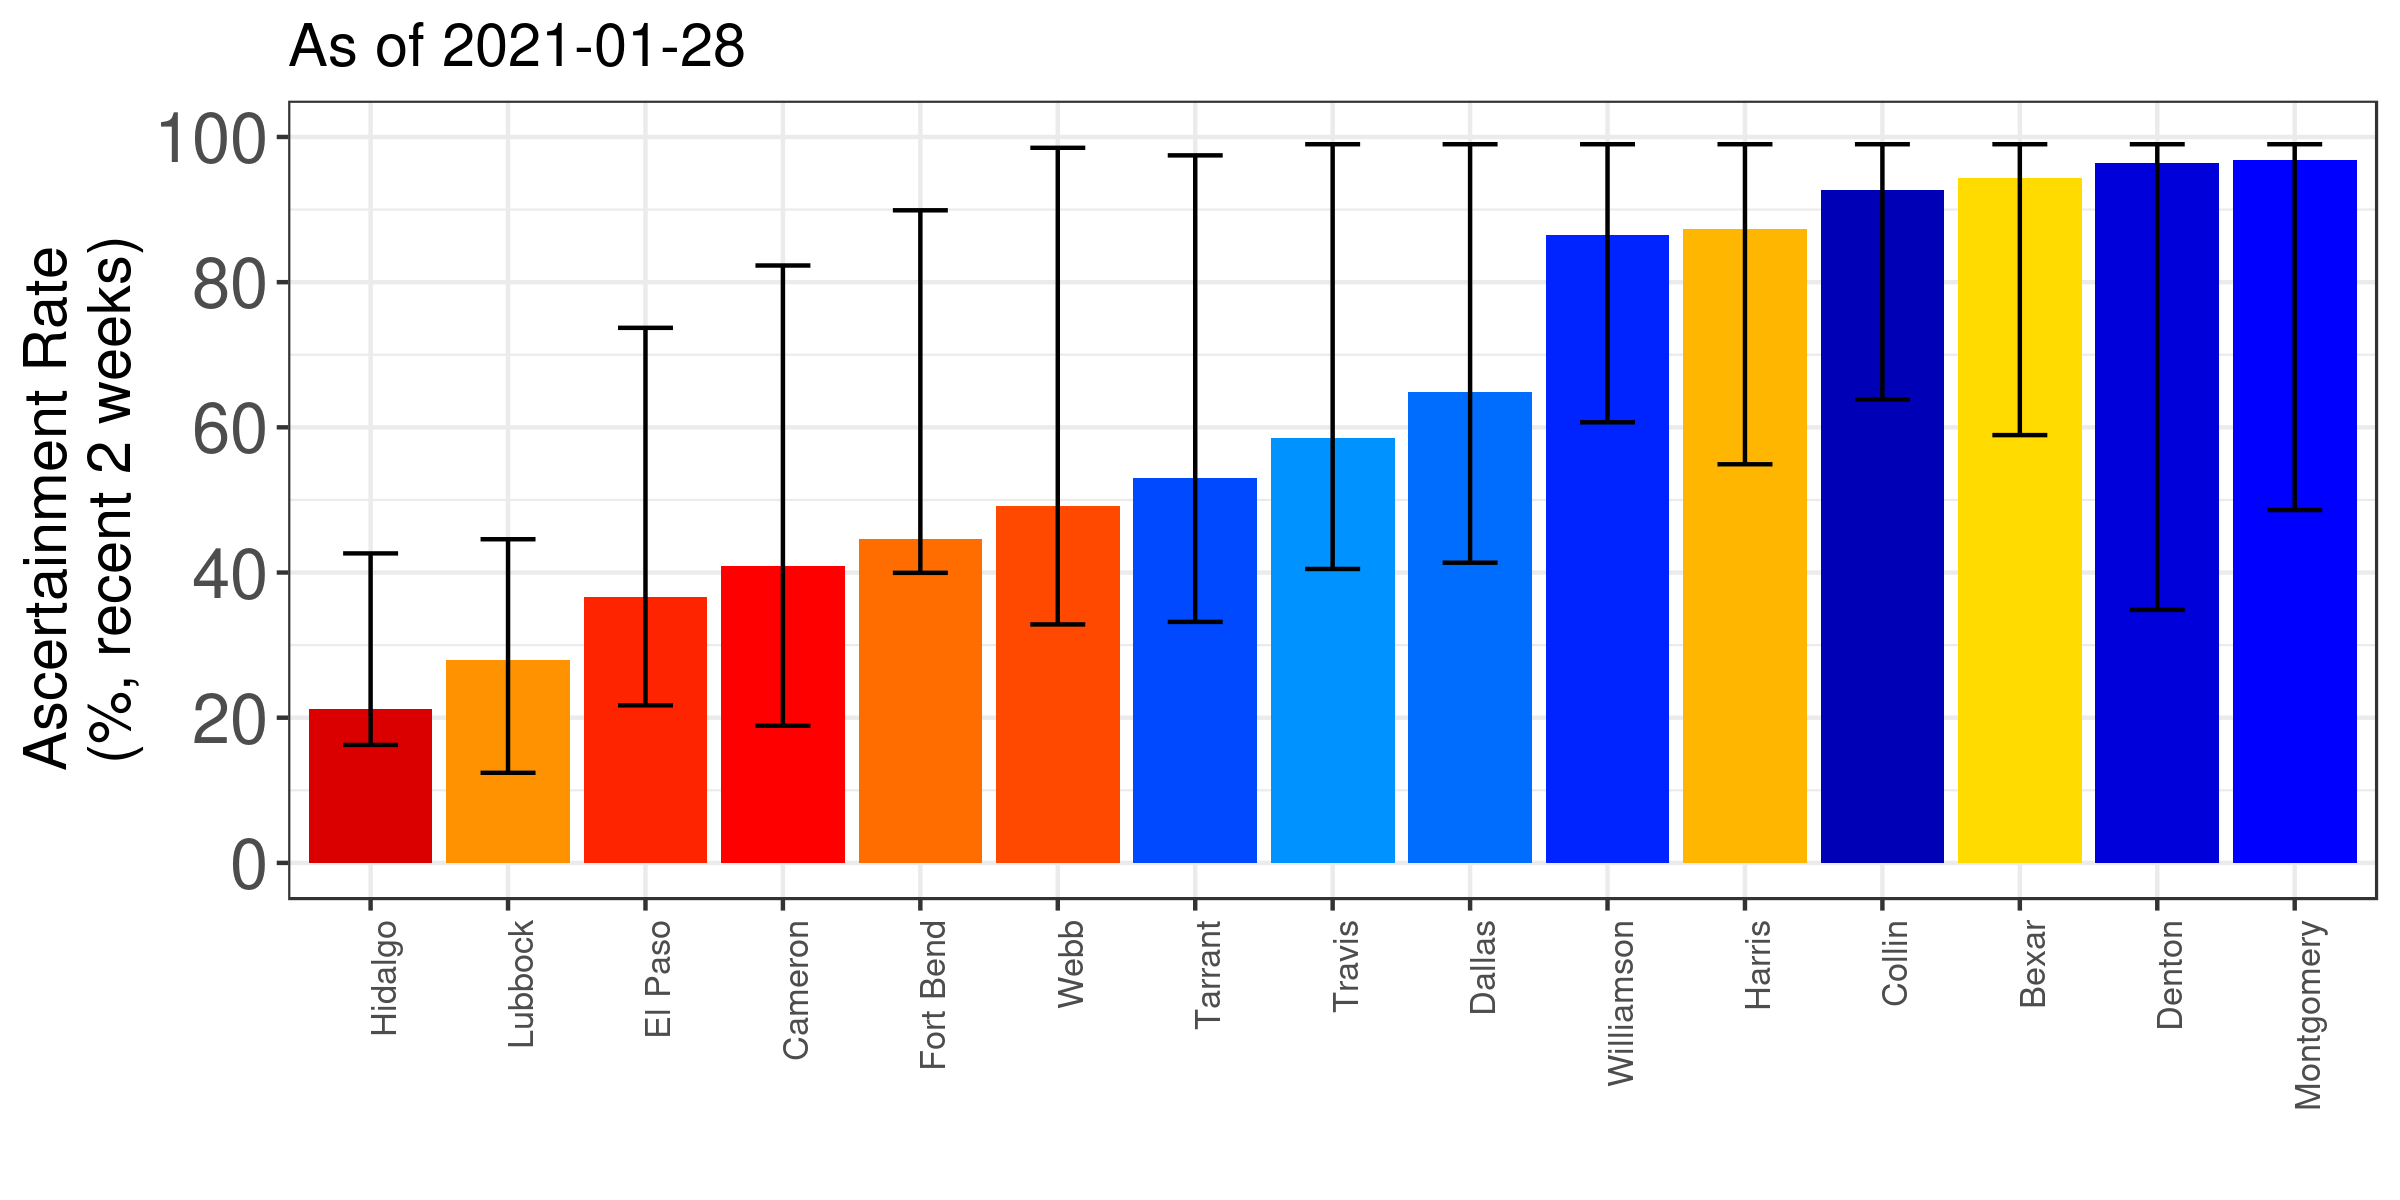 As of 2021-01-28
Ascertainment Rate
(%, recent 2 weeks)
100
80
60
40
20
0
Hidalgo
Lubbock
El Paso
Cameron
Fort Bend
Webb
Tarrant
Travis
Dallas
Williamson
Harris
Collin
Bexar
Denton
Montgomery